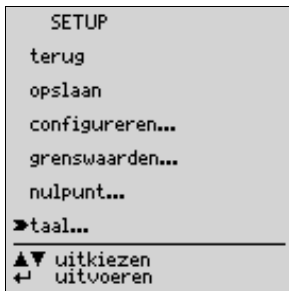 SETUP
terug
opslaan
configureren...
grenswaarden...
nulpunt...
➤taal...
▲▼ uitkiezen
↵ uitvoeren